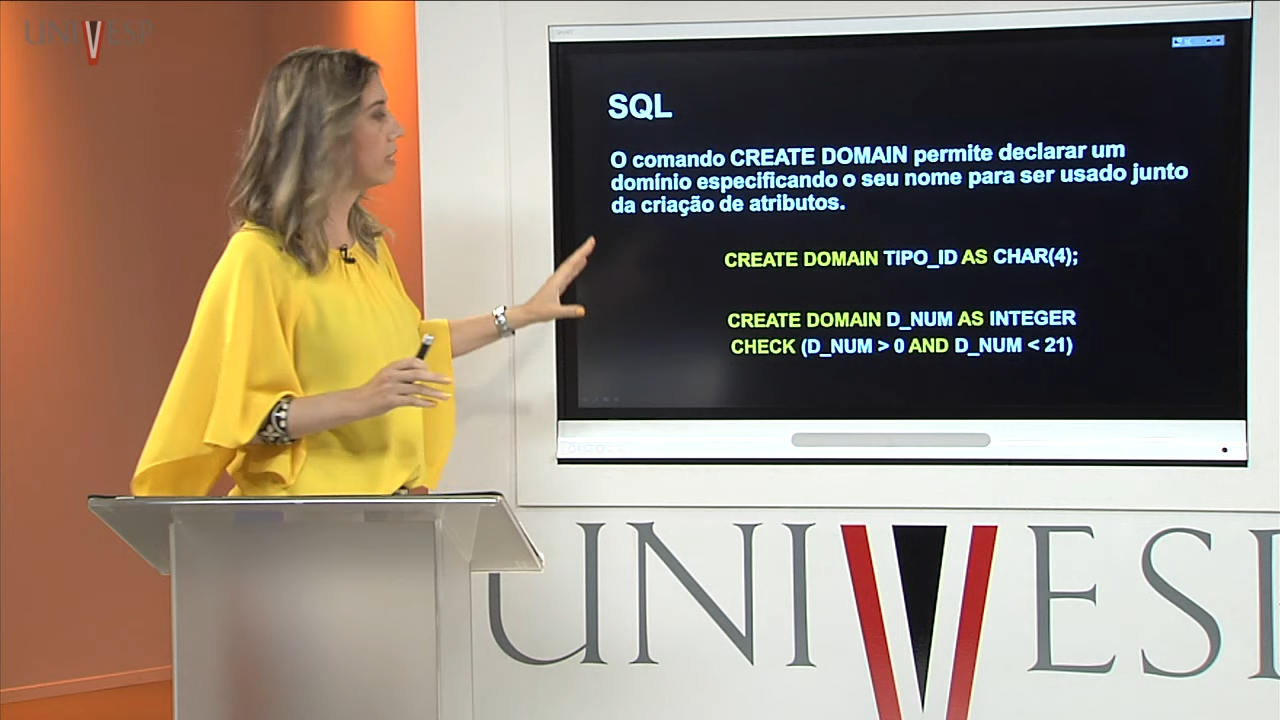 UNIVESP
SQL
O comando CREATE DOMAIN permite declarar um
domínio especificando o seu nome para ser usado junto
da criação de atributos.
CREATE DOMAIN TIPO_ID AS CHAR(4);
CREATE DOMAIN D_NUM AS INTEGER
CHECK (D_NUM > 0 AND D_NUM < 21)
UNIVESP